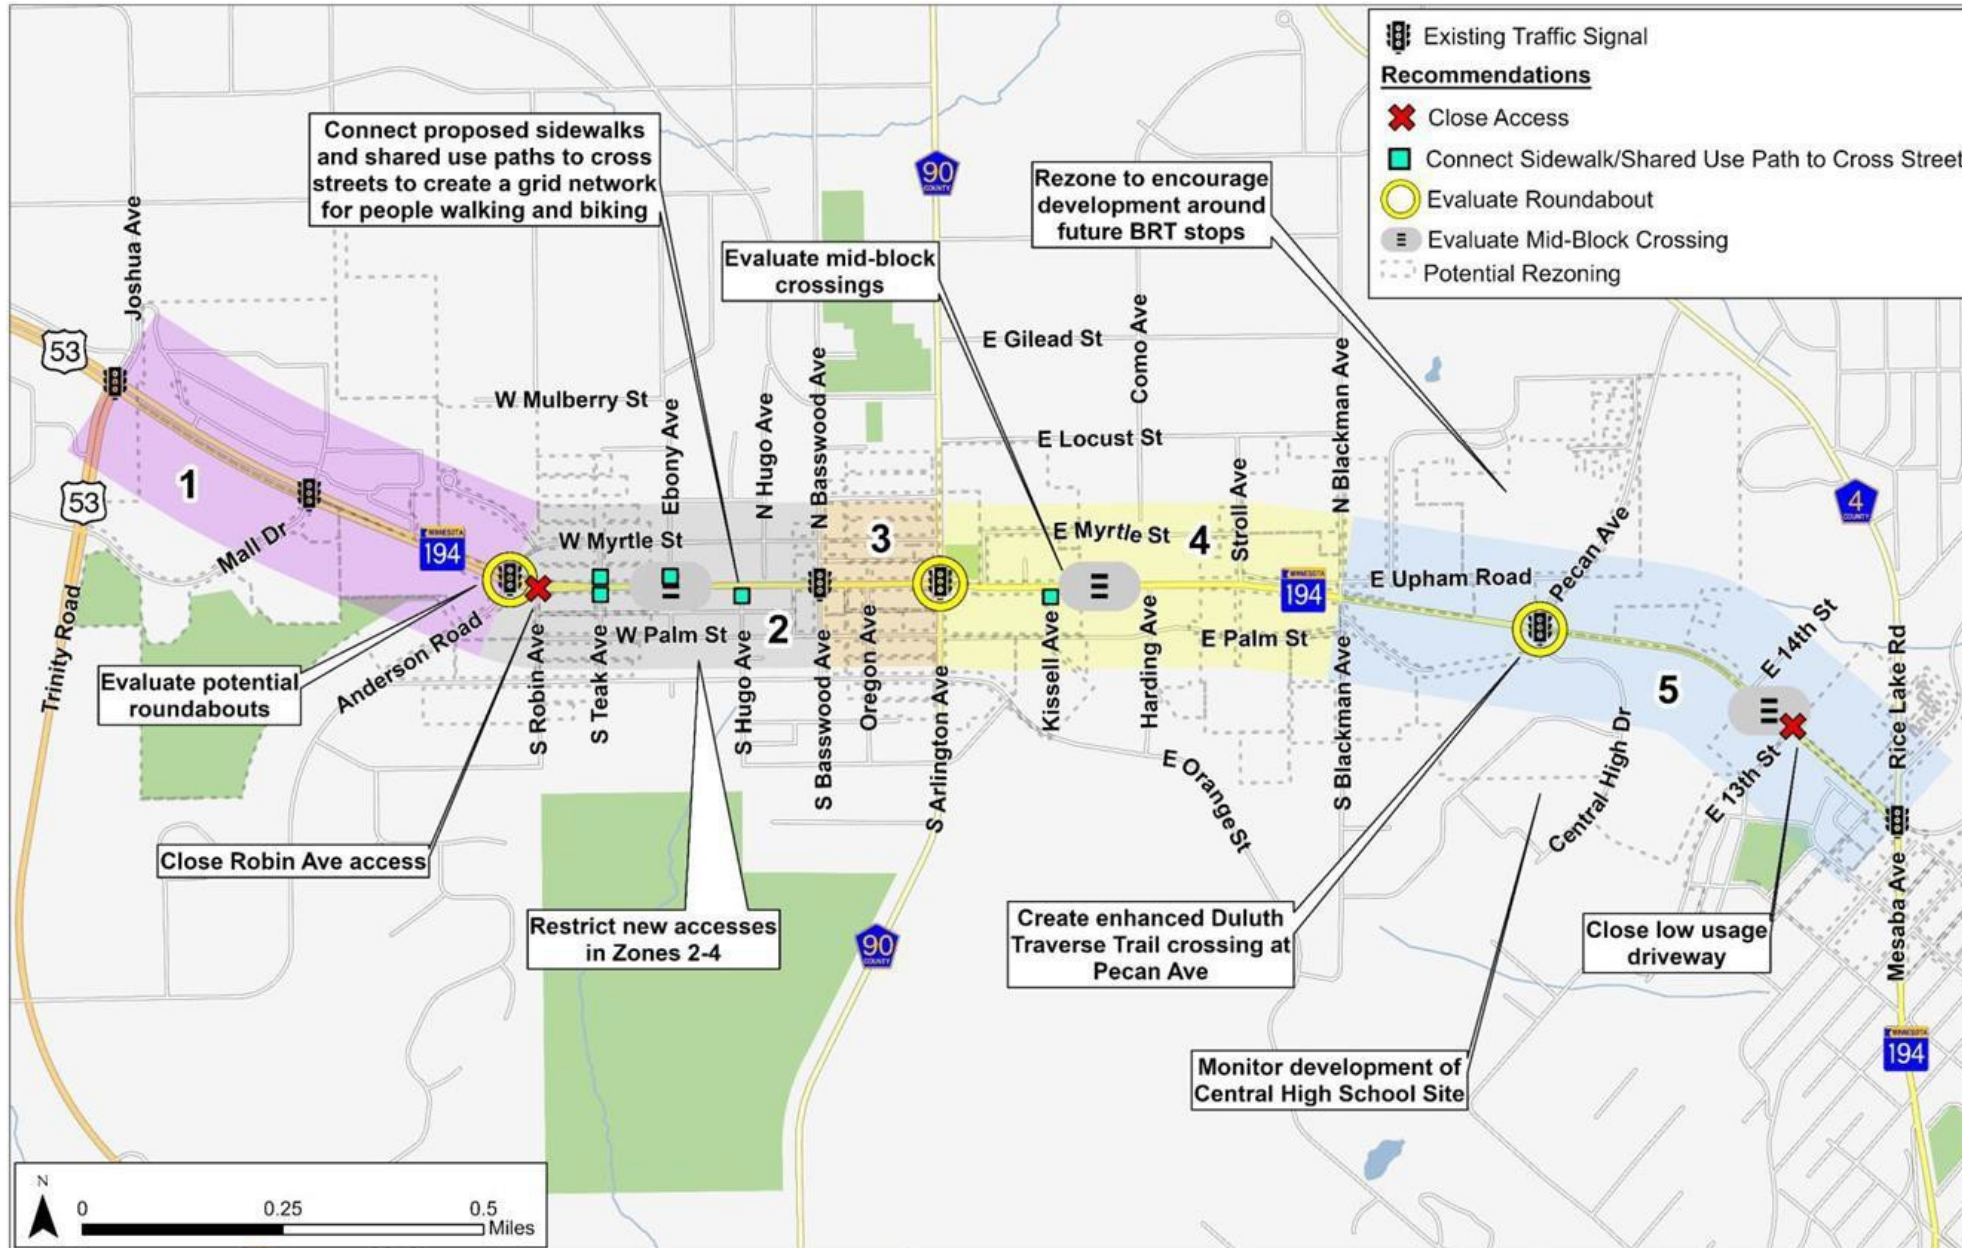 Existing Traffic Signal
Recommendations
Close Access
Connect Sidewalk/Shared Use Path to Cross Street
Evaluate Roundabout
Evaluate Mid-Block Crossing
Potential Rezoning
Connect proposed sidewalks
and shared use paths to cross
streets to create a grid network
for people walking and biking
90
COUNTY
Rezone to encourage
development around
future BRT stops
Evaluate mid-block
crossings
Joshua Ave
53
E Gilead St
Como Ave
N Blackman Ave
W Mulberry St
Ebony Ave
N Hugo Ave
N Basswood Ave
E Locust St
Stroll Ave
1
53
Mall Dr
MINNESOTA
194
W Myrtle St
3
E Myrtle St
4
4
COUNTY
Pecan Ave
MINNESOTA
194
E Upham Road
Trinity Road
Anderson Road
S Robin Ave
S Teak Ave
W Palm St
2
S Hugo Ave
S Basswood Ave
Oregon Ave
S Arlington Ave
Kissell Ave
Harding Ave
E Palm St
S Blackman Ave
5
E 14th St
Rice Lake Rd
Evaluate potential
roundabouts
E Orange St
Central High Dr
E 13th St
Close Robin Ave access
Restrict new accesses
in Zones 2-4
90
COUNTY
Create enhanced Duluth
Traverse Trail crossing at
Pecan Ave
Close low usage
driveway
Mesaba Ave
Monitor development of
Central High School Site
MINNESOTA
194
N
0
0.25
0.5
Miles